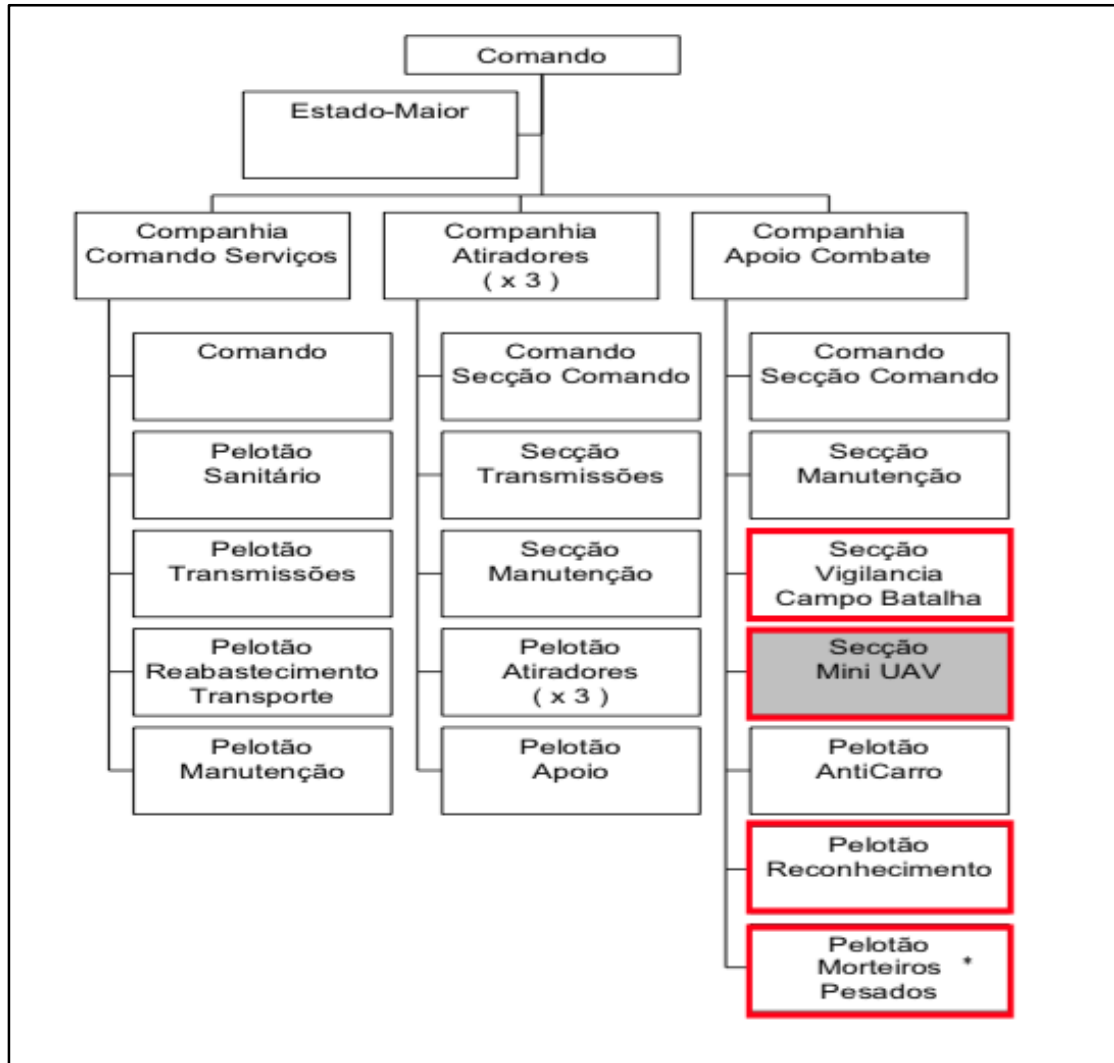 Comando
Estado-Maior
Companhia
Comando Serviços
Companhia
Atiradores
( x 3 )
Companhia
Apoio Combate
Comando
Pelotão
Sanitário
Pelotão
Transmissões
Pelotão
Reabastecimento
Transporte
Pelotão
Manutenção
Comando
Secção Comando
Secção
Transmissões
Secção
Manutenção
Pelotão
Atiradores
( x 3 )
Pelotão
Apoio
Comando
Secção Comando
Secção
Manutenção
Secção
Vigilancia
Campo Batalha
Secção
Mini UAV
Pelotão
AntiCarro
Pelotão
Reconhecimento
Pelotão
Morteiros *
Pesados